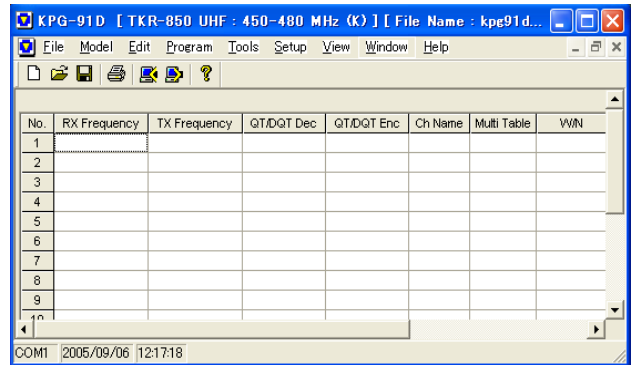 KPG-91D [ TKR-850 UHF : 450-480 MHz (K) ] [ File Name : kpg91d...
File Model Edit Program Tools Setup View Window Help
No. RX Frequency TX Frequency QT/DQT Dec QT/DQT Enc Ch Name Multi Table W/N
1
2
3
4
5
6
7
8
9
10
COM1 2005/09/06 12:17:18